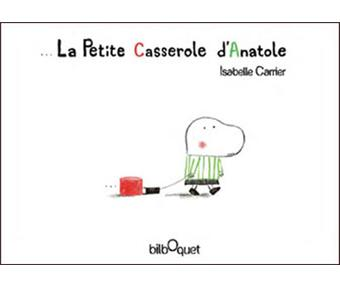 ... La Petite Casserole d'Anatole
Isabelle Carrier
...
bilbOquet